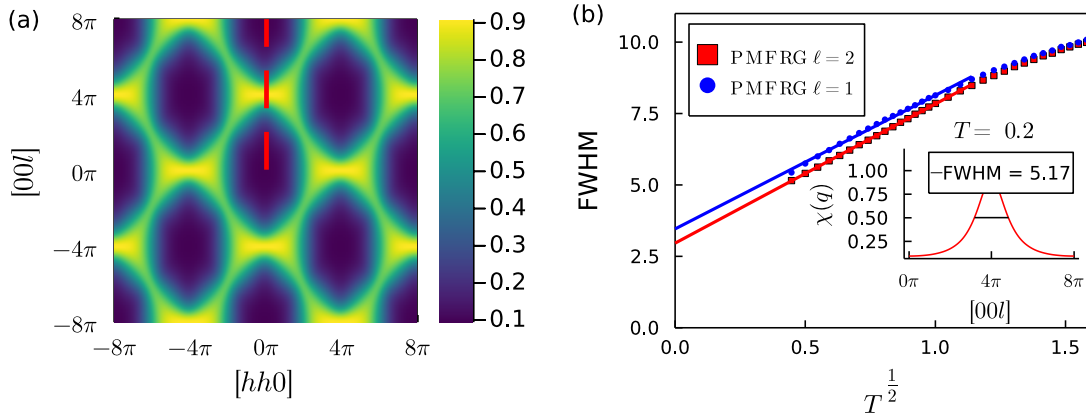 (a)
8π
4π
0π
−4π
−8π
[00l]
−8π
−4π
0π
4π
8π
[hh0]
0.9
0.8
0.7
0.6
0.5
0.4
0.3
0.2
0.1
(b)
10.0
7.5
5.0
2.5
0.0
FWHM
PMFRG ℓ = 2
PMFRG ℓ = 1
T = 0.2
FWHM = 5.17
1.00
0.75
0.50
0.25
χ(q)
0π
4π
8π
[00l]
0.0
0.5
1.0
1.5
T^{1/2}